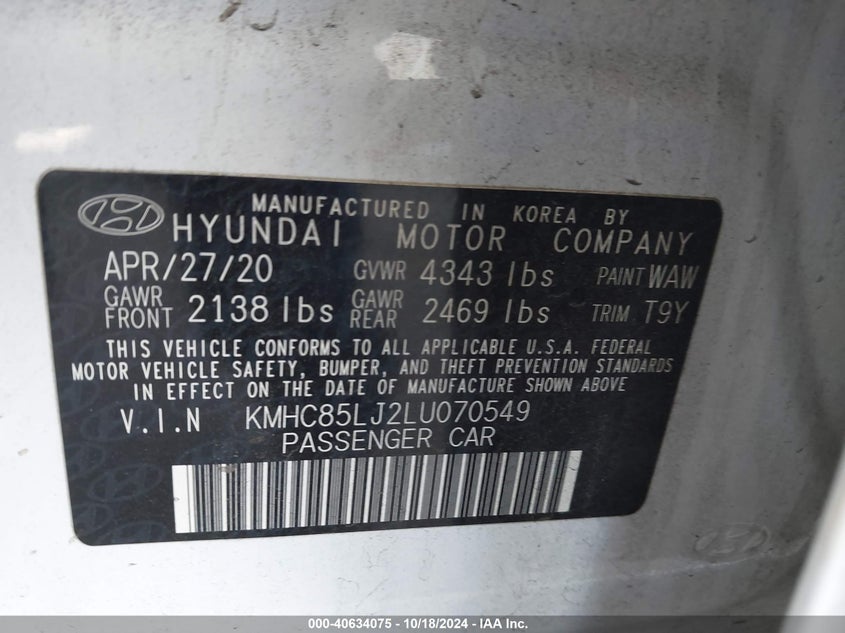 MANUFACTURED IN KOREA BY
HYUNDAI MOTOR COMPANY
APR/27/20 GVWR 4343 lbs PAINT WAW
GAWR FRONT 2138 lbs GAWR REAR 2469 lbs TRIM T9Y
THIS VEHICLE CONFORMS TO ALL APPLICABLE U.S.A. FEDERAL
MOTOR VEHICLE SAFETY, BUMPER, AND THEFT PREVENTION STANDARDS
IN EFFECT ON THE DATE OF MANUFACTURE SHOWN ABOVE
V.I.N KMHC85LJ2LU070549
PASSENGER CAR
000-40634075 - 10/18/2024 - IAA Inc.